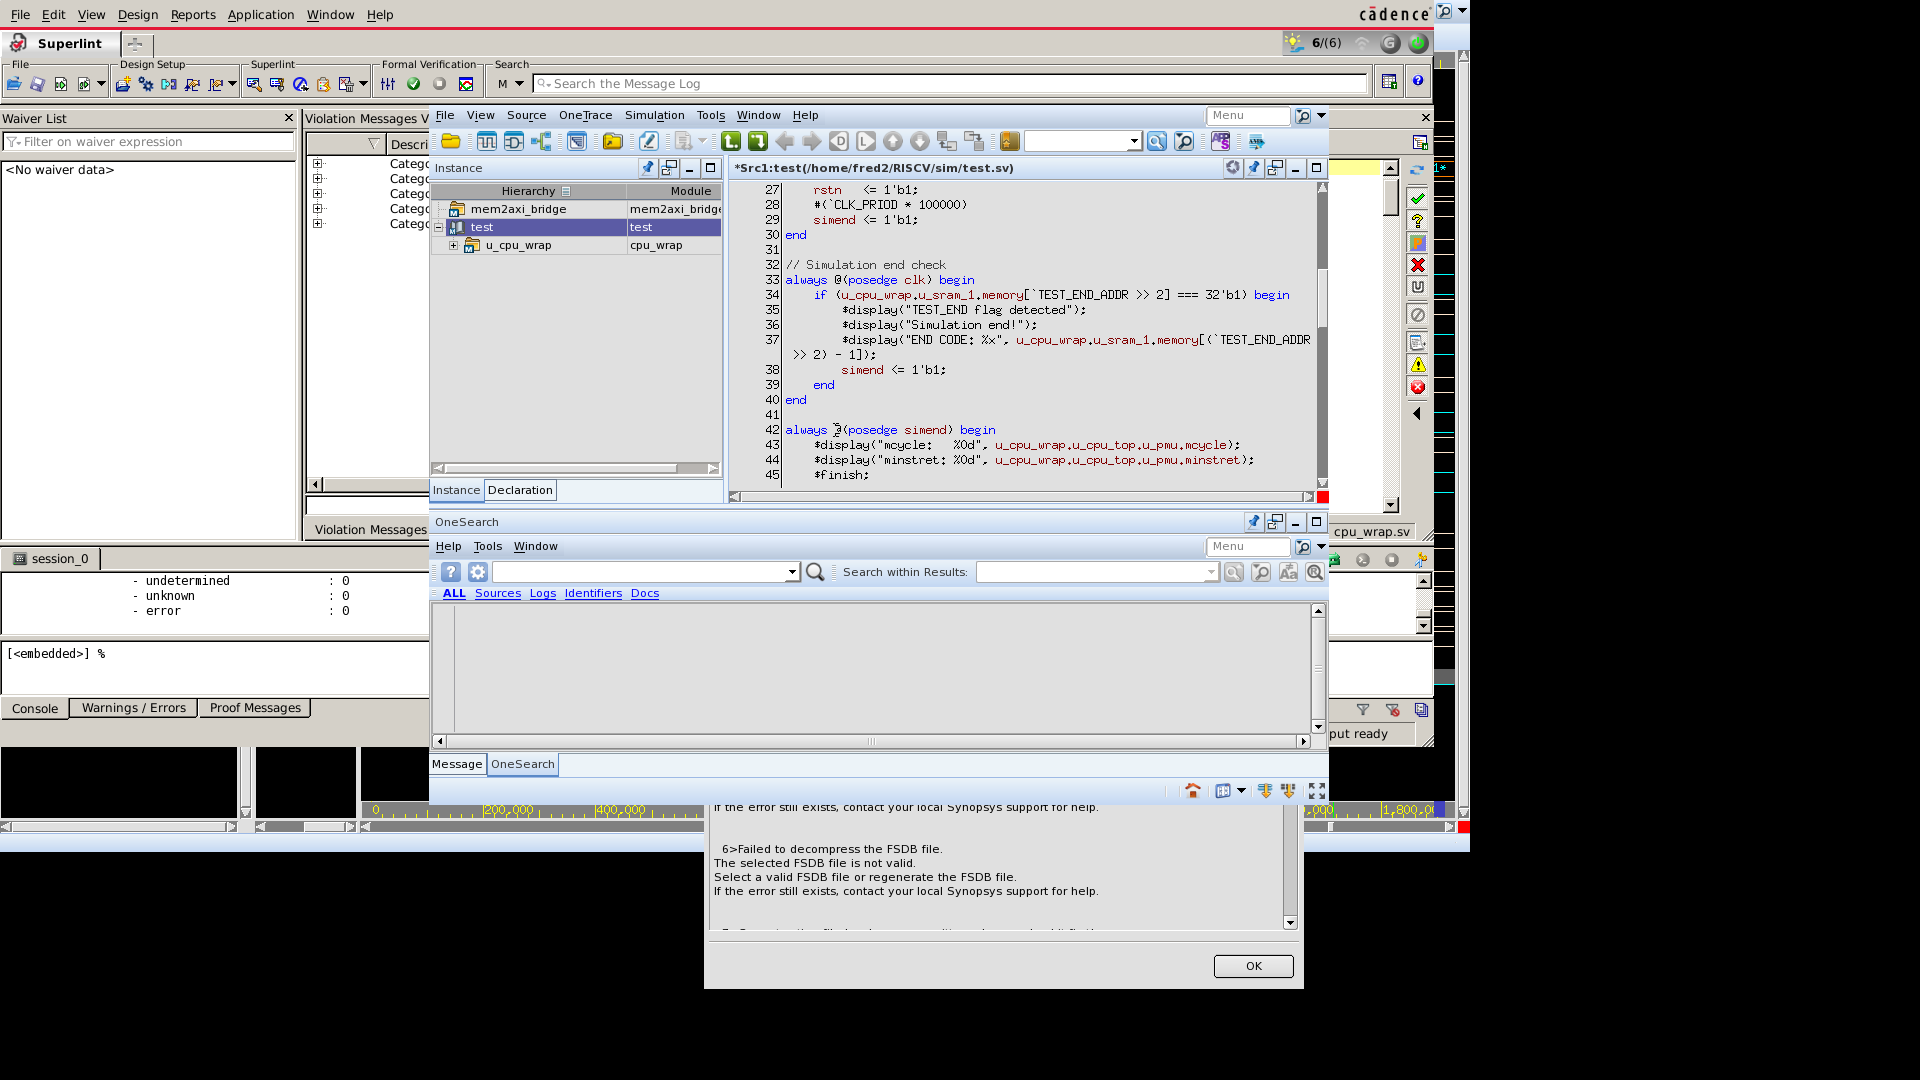 File Edit View Design Reports Application Window Help
cādence
Superlint
6/(6)
File
Design Setup
Superlint
Formal Verification
Search
M
Search the Message Log
Waiver List
Filter on waiver expression
<No waiver data>
Violation Messages V
Descri
Catego
Catego
Catego
Catego
Catego
Violation Messages
File View Source OneTrace Simulation Tools Window Help
Menu
Instance
Hierarchy Module
mem2axi_bridge mem2axi_bridge
test test
u_cpu_wrap cpu_wrap
Instance Declaration
*Src1:test(/home/fred2/RISCV/sim/test.sv)
27 rstn <= 1'b1;
28 #(`CLK_PRIOD * 100000)
29 simend <= 1'b1;
30 end
31
32 // Simulation end check
33 always @(posedge clk) begin
34 if (u_cpu_wrap.u_sram_1.memory[`TEST_END_ADDR >> 2] === 32'b1) begin
35 $display("TEST_END flag detected");
36 $display("Simulation end!");
37 $display("END CODE: %x", u_cpu_wrap.u_sram_1.memory[(`TEST_END_ADDR
>> 2) - 1]);
38 simend <= 1'b1;
39 end
40 end
41
42 always @(posedge simend) begin
43 $display("mcycle:   %0d", u_cpu_wrap.u_cpu_top.u_pmu.mcycle);
44 $display("minstret: %0d", u_cpu_wrap.u_cpu_top.u_pmu.minstret);
45 $finish;
cpu_wrap.sv
1*
OneSearch
Help Tools Window
Menu
Search within Results:
ALL Sources Logs Identifiers Docs
Message OneSearch
session_0
- undetermined : 0
- unknown : 0
- error : 0
[<embedded>] %
Console Warnings / Errors Proof Messages
put ready
0 200,000 400,000 ,000 1,800,0
If the error still exists, contact your local Synopsys support for help.
6>Failed to decompress the FSDB file.
The selected FSDB file is not valid.
Select a valid FSDB file or regenerate the FSDB file.
If the error still exists, contact your local Synopsys support for help.
OK